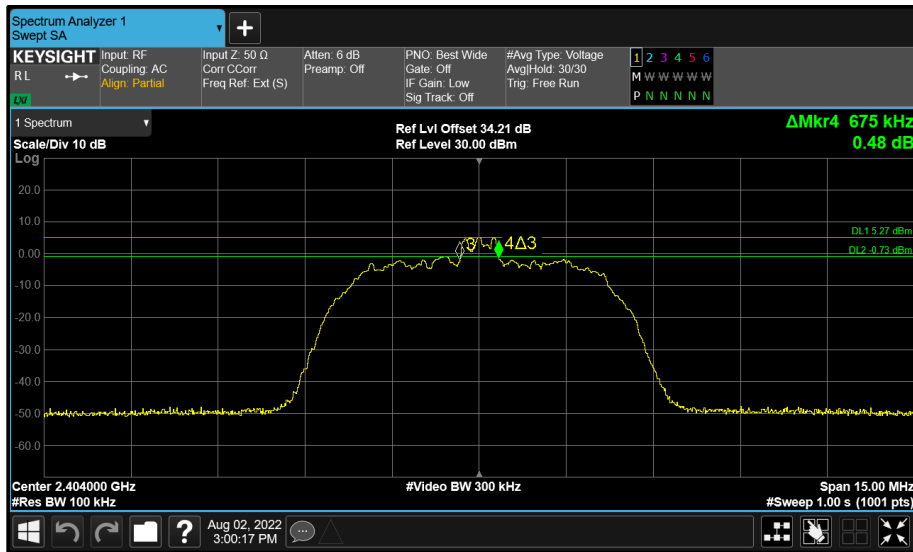 Spectrum Analyzer 1
Swept SA
KEYSIGHT
R L
LXI
Input: RF
Coupling: AC
Align: Partial
Input Z: 50 Ω
Corr CCorr
Freq Ref: Ext (S)
Atten: 6 dB
Preamp: Off
PNO: Best Wide
Gate: Off
IF Gain: Low
Sig Track: Off
#Avg Type: Voltage
Avg|Hold: 30/30
Trig: Free Run
1 2 3 4 5 6
M W W W W W
P N N N N N
1 Spectrum
Scale/Div 10 dB
Ref Lvl Offset 34.21 dB
Ref Level 30.00 dBm
ΔMkr4 675 kHz
0.48 dB
Log
20.0
10.0
0.00
-10.0
-20.0
-30.0
-40.0
-50.0
-60.0
3
4Δ3
DL1 5.27 dBm
DL2 -0.73 dBm
Center 2.404000 GHz
#Res BW 100 kHz
#Video BW 300 kHz
Span 15.00 MHz
#Sweep 1.00 s (1001 pts)
?
Aug 02, 2022
3:00:17 PM